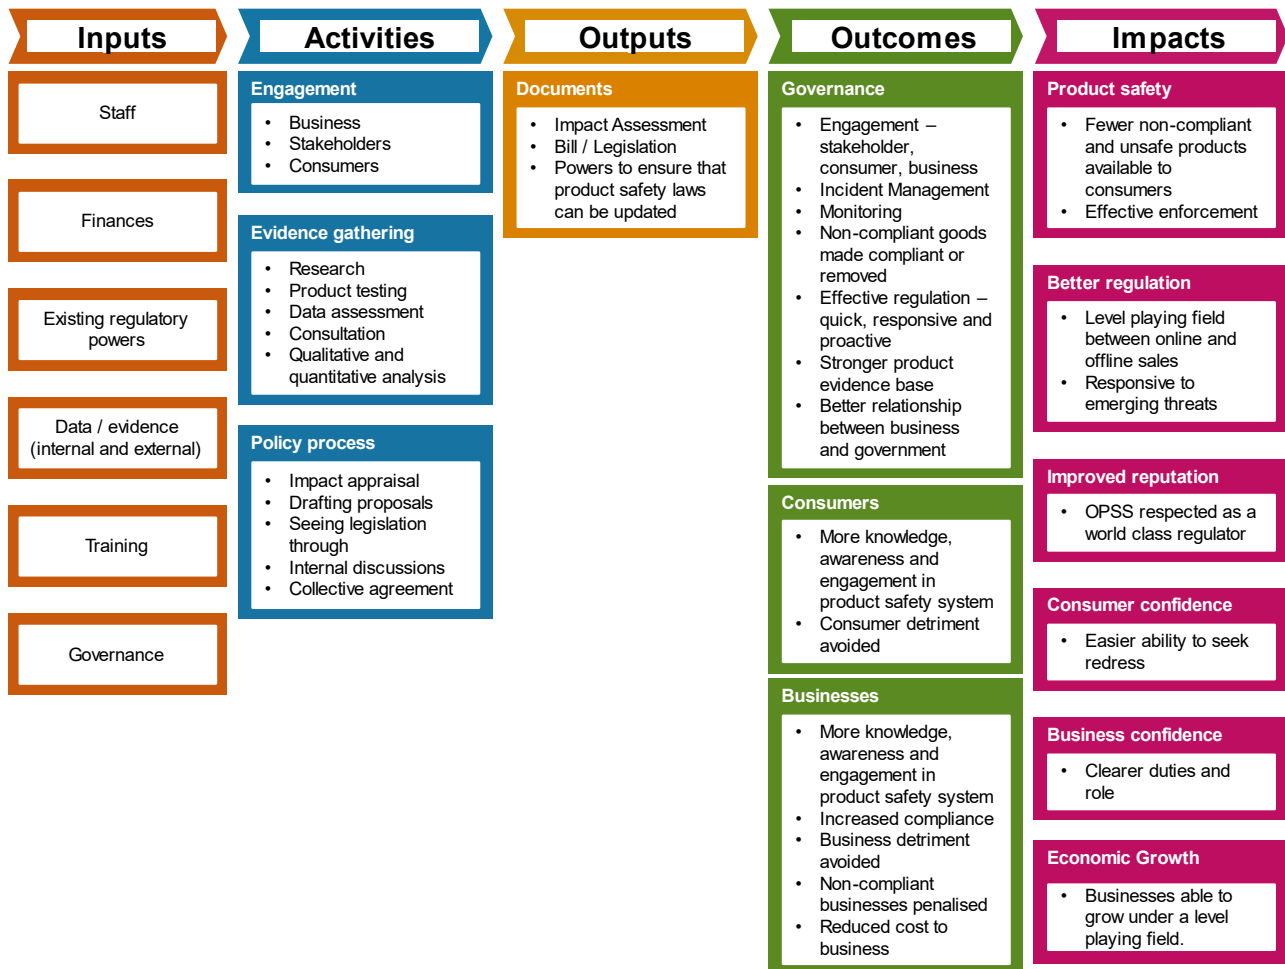 Inputs
Activities
Outputs
Outcomes
Impacts
Staff
Finances
Existing regulatory
powers
Data / evidence
(internal and external)
Training
Governance
Engagement
• Business
• Stakeholders
• Consumers
Evidence gathering
• Research
• Product testing
• Data assessment
• Consultation
• Qualitative and
quantitative analysis
Policy process
• Impact appraisal
• Drafting proposals
• Seeing legislation
through
• Internal discussions
• Collective agreement
Documents
• Impact Assessment
• Bill / Legislation
• Powers to ensure that
product safety laws
can be updated
Governance
• Engagement –
stakeholder,
consumer, business
• Incident Management
• Monitoring
• Non-compliant goods
made compliant or
removed
• Effective regulation –
quick, responsive and
proactive
• Stronger product
evidence base
• Better relationship
between business
and government
Consumers
• More knowledge,
awareness and
engagement in
product safety system
• Consumer detriment
avoided
Businesses
• More knowledge,
awareness and
engagement in
product safety system
• Increased compliance
• Business detriment
avoided
• Non-compliant
businesses penalised
• Reduced cost to
business
Product safety
• Fewer non-compliant
and unsafe products
available to
consumers
• Effective enforcement
Better regulation
• Level playing field
between online and
offline sales
• Responsive to
emerging threats
Improved reputation
• OPSS respected as a
world class regulator
Consumer confidence
• Easier ability to seek
redress
Business confidence
• Clearer duties and
role
Economic Growth
• Businesses able to
grow under a level
playing field.